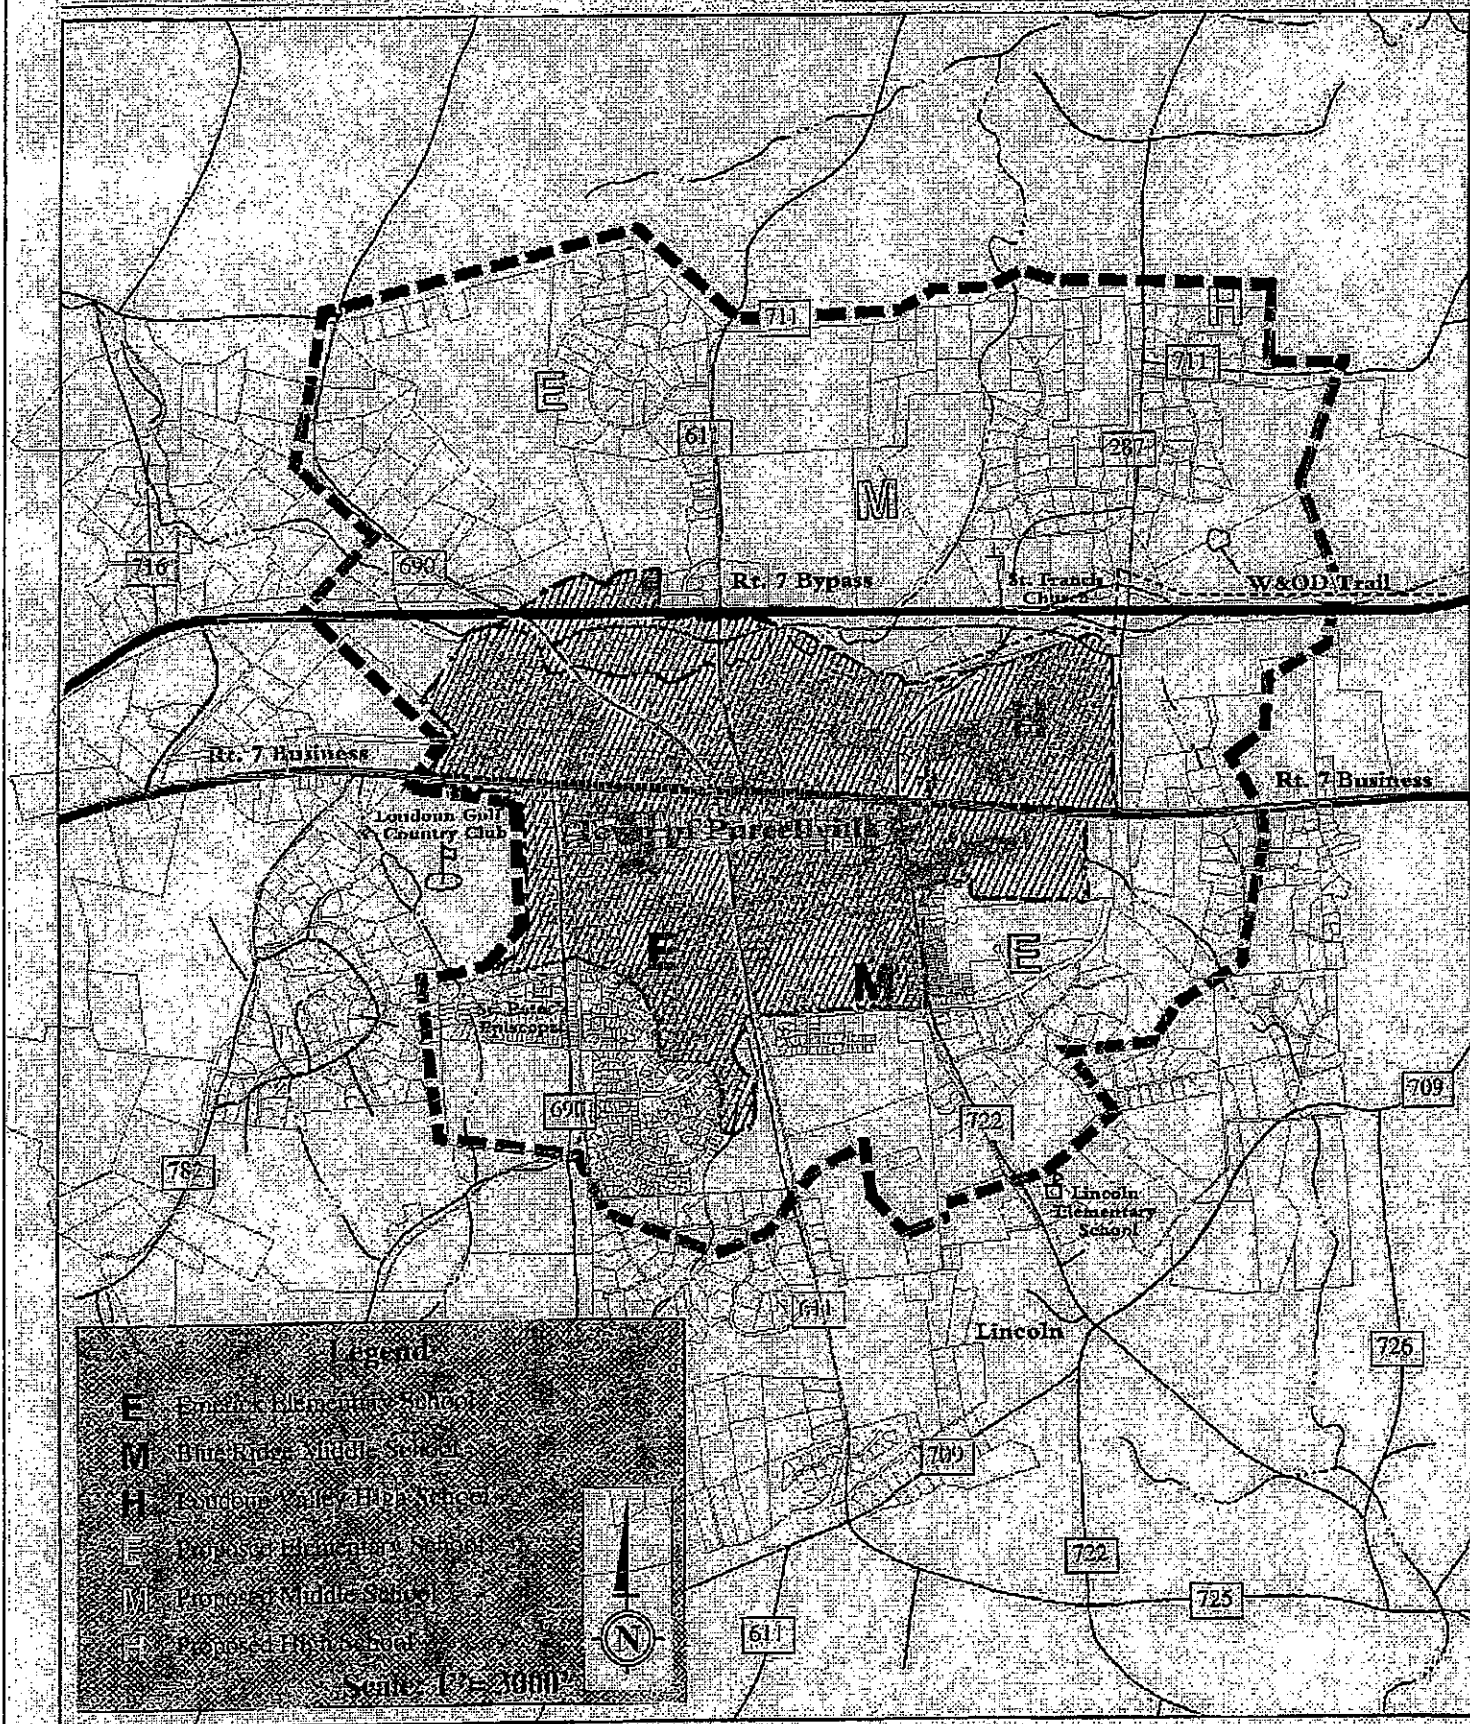 H
711
711
E
611
287
M
716
690
Rt. 7 Bypass
St. Francis
Church
W&OD Trail
Rt. 7 Business
Rt. 7 Business
Loudoun Golf
Country Club
Town of Purcellville
E
M
E
St. Peter's
Episcopal
690
722
709
782
Lincoln
Elementary
School
611
Lincoln
726
709
722
725
611
Legend
E Emerick Elementary School
M Blue Ridge Middle School
H Loudoun Valley High School
E Proposed Elementary School
M Proposed Middle School
H Proposed High School
Scale: 1"= 3000'
N